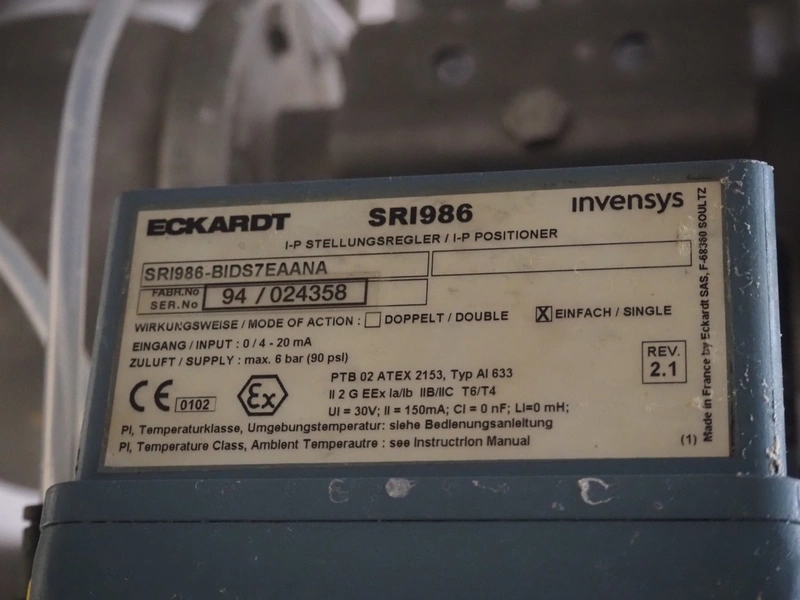 ECKARDT SRI986 invensys
I-P STELLUNGSREGLER / I-P POSITIONER
SRI986-BIDS7EAANA
FABR.No
SER.No 94 / 024358
WIRKUNGSWEISE / MODE OF ACTION : DOPPELT / DOUBLE X EINFACH / SINGLE
EINGANG / INPUT : 0 / 4 - 20 mA
ZULUFT / SUPPLY : max. 6 bar (90 psi)
REV.
2.1
CE 0102 Ex
PTB 02 ATEX 2153, Typ AI 633
II 2 G EEx Ia/Ib IIB/IIC T6/T4
UI = 30V; II = 150mA; CI = 0 nF; LI=0 mH;
PI, Temperaturklasse, Umgebungstemperatur: siehe Bedienungsanleitung
PI, Temperature Class, Ambient Temperautre : see Instructrion Manual (1)
Made in France by Eckardt SAS, F-68360 SOULTZ